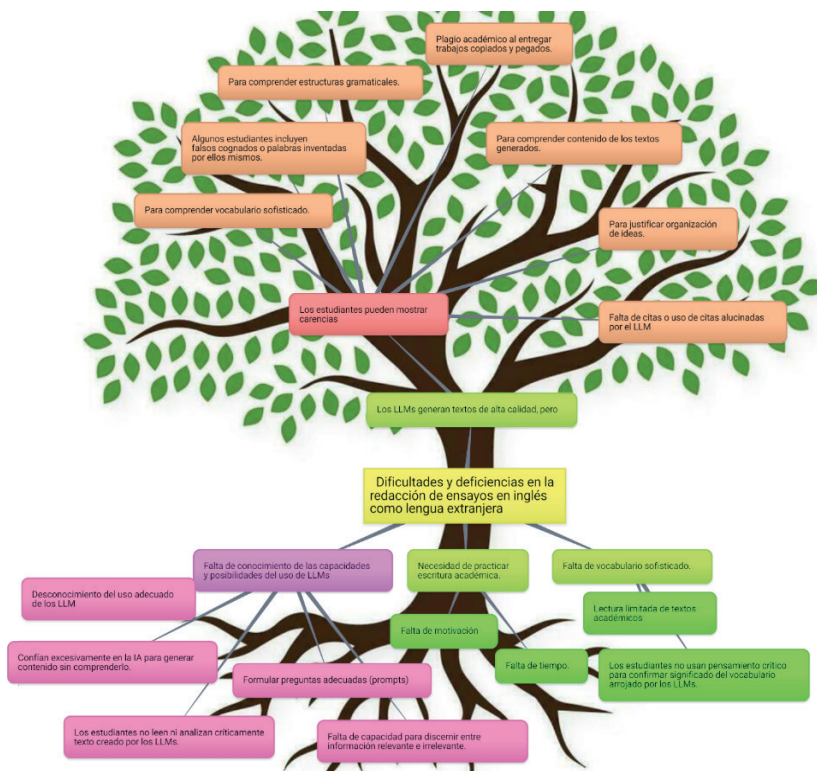 Plagio académico al entregar
trabajos copiados y pegados.
Para comprender estructuras gramaticales.
Algunos estudiantes incluyen
falsos cognados o palabras inventadas
por ellos mismos.
Para comprender contenido de los textos
generados.
Para comprender vocabulario sofisticado.
Para justificar organización
de ideas.
Los estudiantes pueden mostrar
carencias
Falta de citas o uso de citas alucinadas
por el LLM
Los LLMs generan textos de alta calidad, pero
Dificultades y deficiencias en la
redacción de ensayos en inglés
como lengua extranjera
Falta de conocimiento de las capacidades
y posibilidades del uso de LLMs
Necesidad de practicar
escritura académica.
Falta de vocabulario sofisticado.
Desconocimiento del uso adecuado
de los LLM
Lectura limitada de textos
académicos
Falta de motivación
Confían excesivamente en la IA para generar
contenido sin comprenderlo.
Formular preguntas adecuadas (prompts)
Falta de tiempo.
Los estudiantes no usan pensamiento crítico
para confirmar significado del vocabulario
arrojado por los LLMs.
Los estudiantes no leen ni analizan críticamente
texto creado por los LLMs.
Falta de capacidad para discernir entre
información relevante e irrelevante.